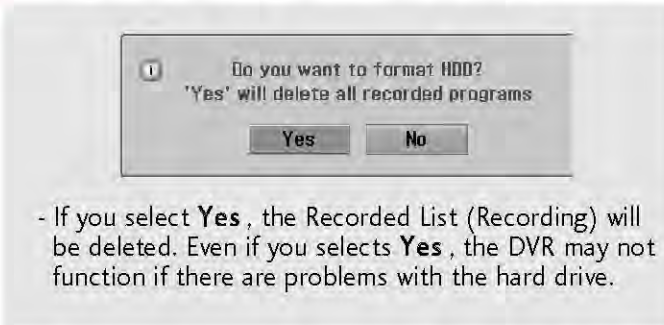 Do you want to format HDD?
'Yes' will delete all recorded programs
Yes No
- If you select Yes , the Recorded List (Recording) will
be deleted. Even if you selects Yes , the DVR may not
function if there are problems with the hard drive.